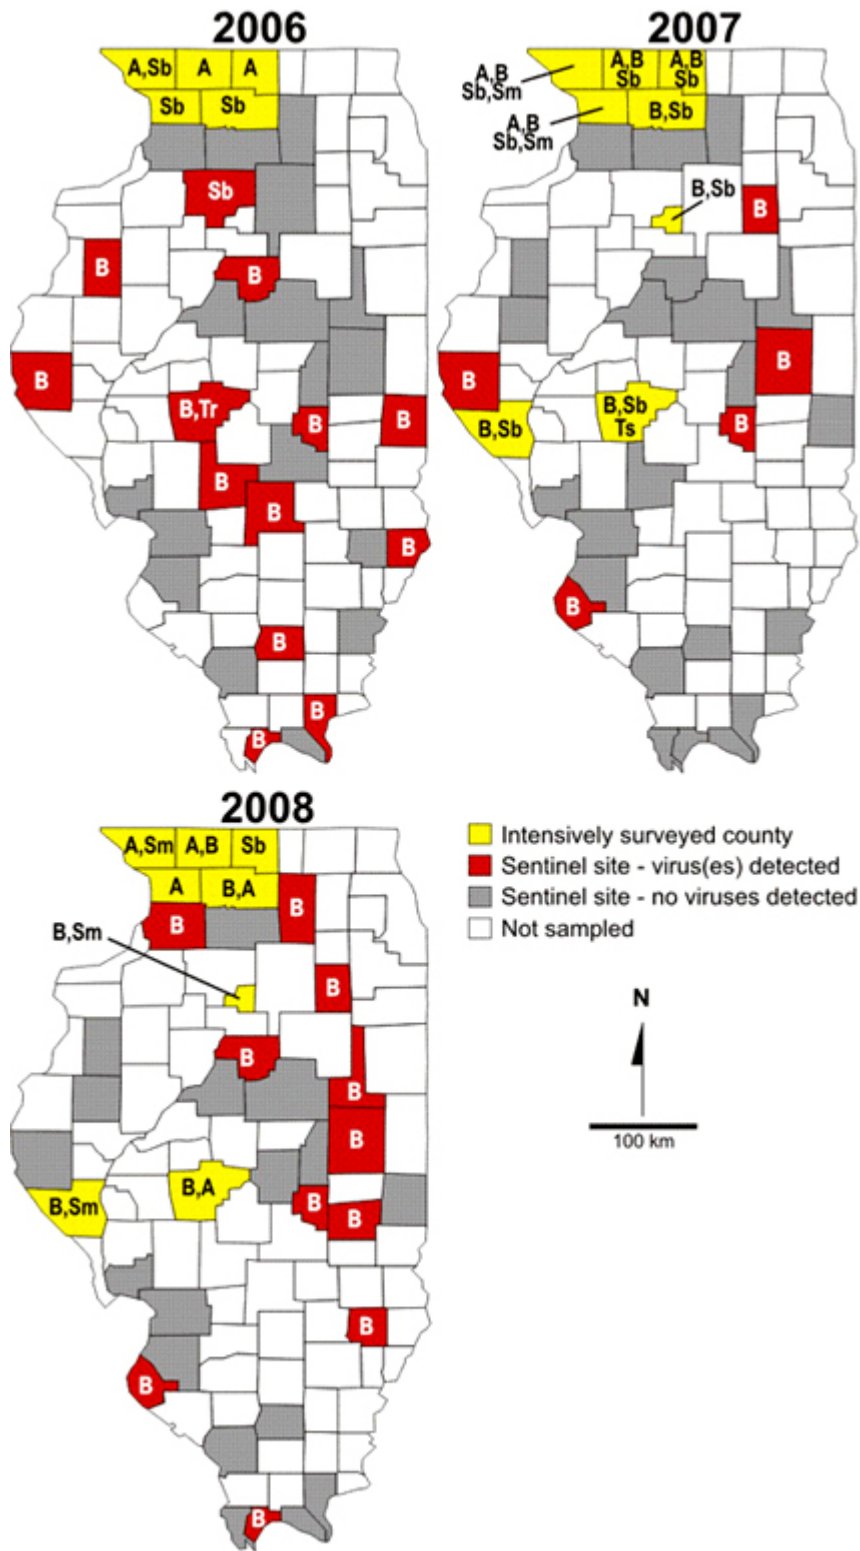 2006
A,Sb
A
A
Sb
Sb
Sb
B
B
B
B,Tr
B
B
B
B
B
B
B
B
2007
A,B
Sb,Sm
A,B
Sb
A,B
Sb
A,B
Sb,Sm
B,Sb
B,Sb
B
B
B
B,Sb
B,Sb
Ts
B
B
2008
A,Sm
A,B
Sb
A
B,A
B
B
B,Sm
B
B
B
B
B,Sm
B,A
B
B
B
B
B
Intensively surveyed county
Sentinel site - virus(es) detected
Sentinel site - no viruses detected
Not sampled
N
100 km